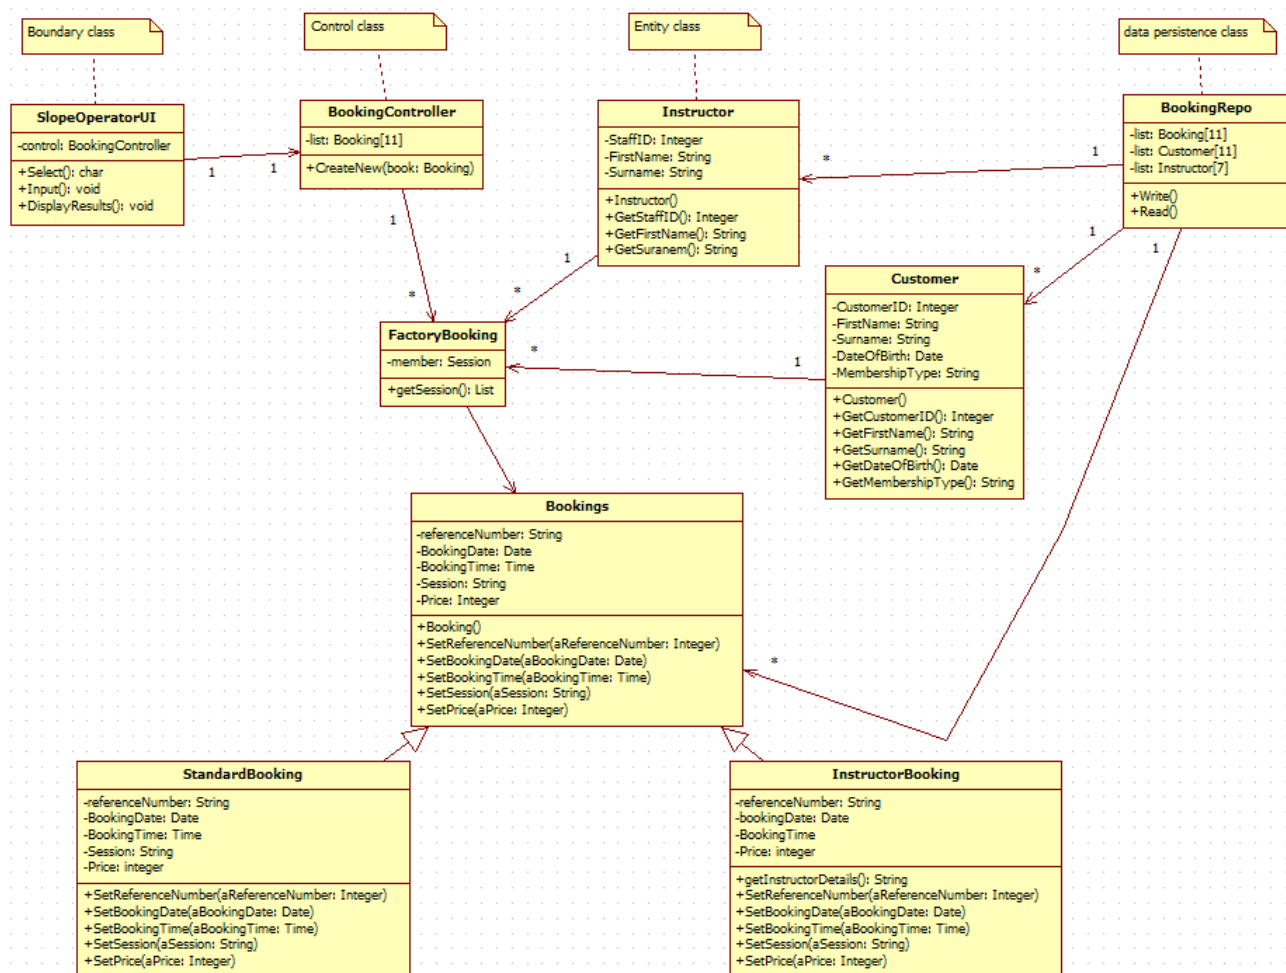 Boundary class
Control class
Entity class
data persistence class
SlopeOperatorUI
-control: BookingController
+Select(): char
+Input(): void
+DisplayResults(): void
1
1
BookingController
-list: Booking[11]
+CreateNew(book: Booking)
1
*
Instructor
-StaffID: Integer
-FirstName: String
-Surname: String
+Instructor()
+GetStaffID(): Integer
+GetFirstName(): String
+GetSuranem(): String
1
*
*
1
BookingRepo
-list: Booking[11]
-list: Customer[11]
-list: Instructor[7]
+Write()
+Read()
1
1
*
Customer
-CustomerID: Integer
-FirstName: String
-Surname: String
-DateOfBirth: Date
-MembershipType: String
+Customer()
+GetCustomerID(): Integer
+GetFirstName(): String
+GetSurname(): String
+GetDateOfBirth(): Date
+GetMembershipType(): String
1
*
FactoryBooking
-member: Session
+getSession(): List
Bookings
-referenceNumber: String
-BookingDate: Date
-BookingTime: Time
-Session: String
-Price: Integer
+Booking()
+SetReferenceNumber(aReferenceNumber: Integer)
+SetBookingDate(aBookingDate: Date)
+SetBookingTime(aBookingTime: Time)
+SetSession(aSession: String)
+SetPrice(aPrice: Integer)
*
StandardBooking
-referenceNumber: String
-BookingDate: Date
-BookingTime: Time
-Session: String
-Price: integer
+SetReferenceNumber(aReferenceNumber: Integer)
+SetBookingDate(aBookingDate: Date)
+SetBookingTime(aBookingTime: Time)
+SetSession(aSession: String)
+SetPrice(aPrice: Integer)
InstructorBooking
-referenceNumber: String
-bookingDate: Date
-BookingTime
-Price: integer
+getInstructorDetails(): String
+SetReferenceNumber(aReferenceNumber: Integer)
+SetBookingDate(aBookingDate: Date)
+SetBookingTime(aBookingTime: Time)
+SetSession(aSession: String)
+SetPrice(aPrice: Integer)